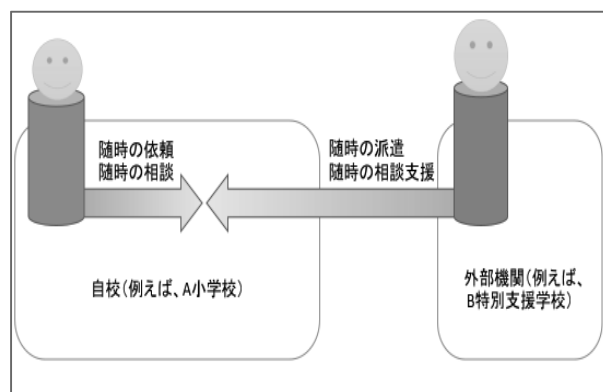 随時の依頼
随時の相談
随時の派遣
随時の相談支援
自校(例えば、A小学校)
外部機関(例えば、
B特別支援学校)